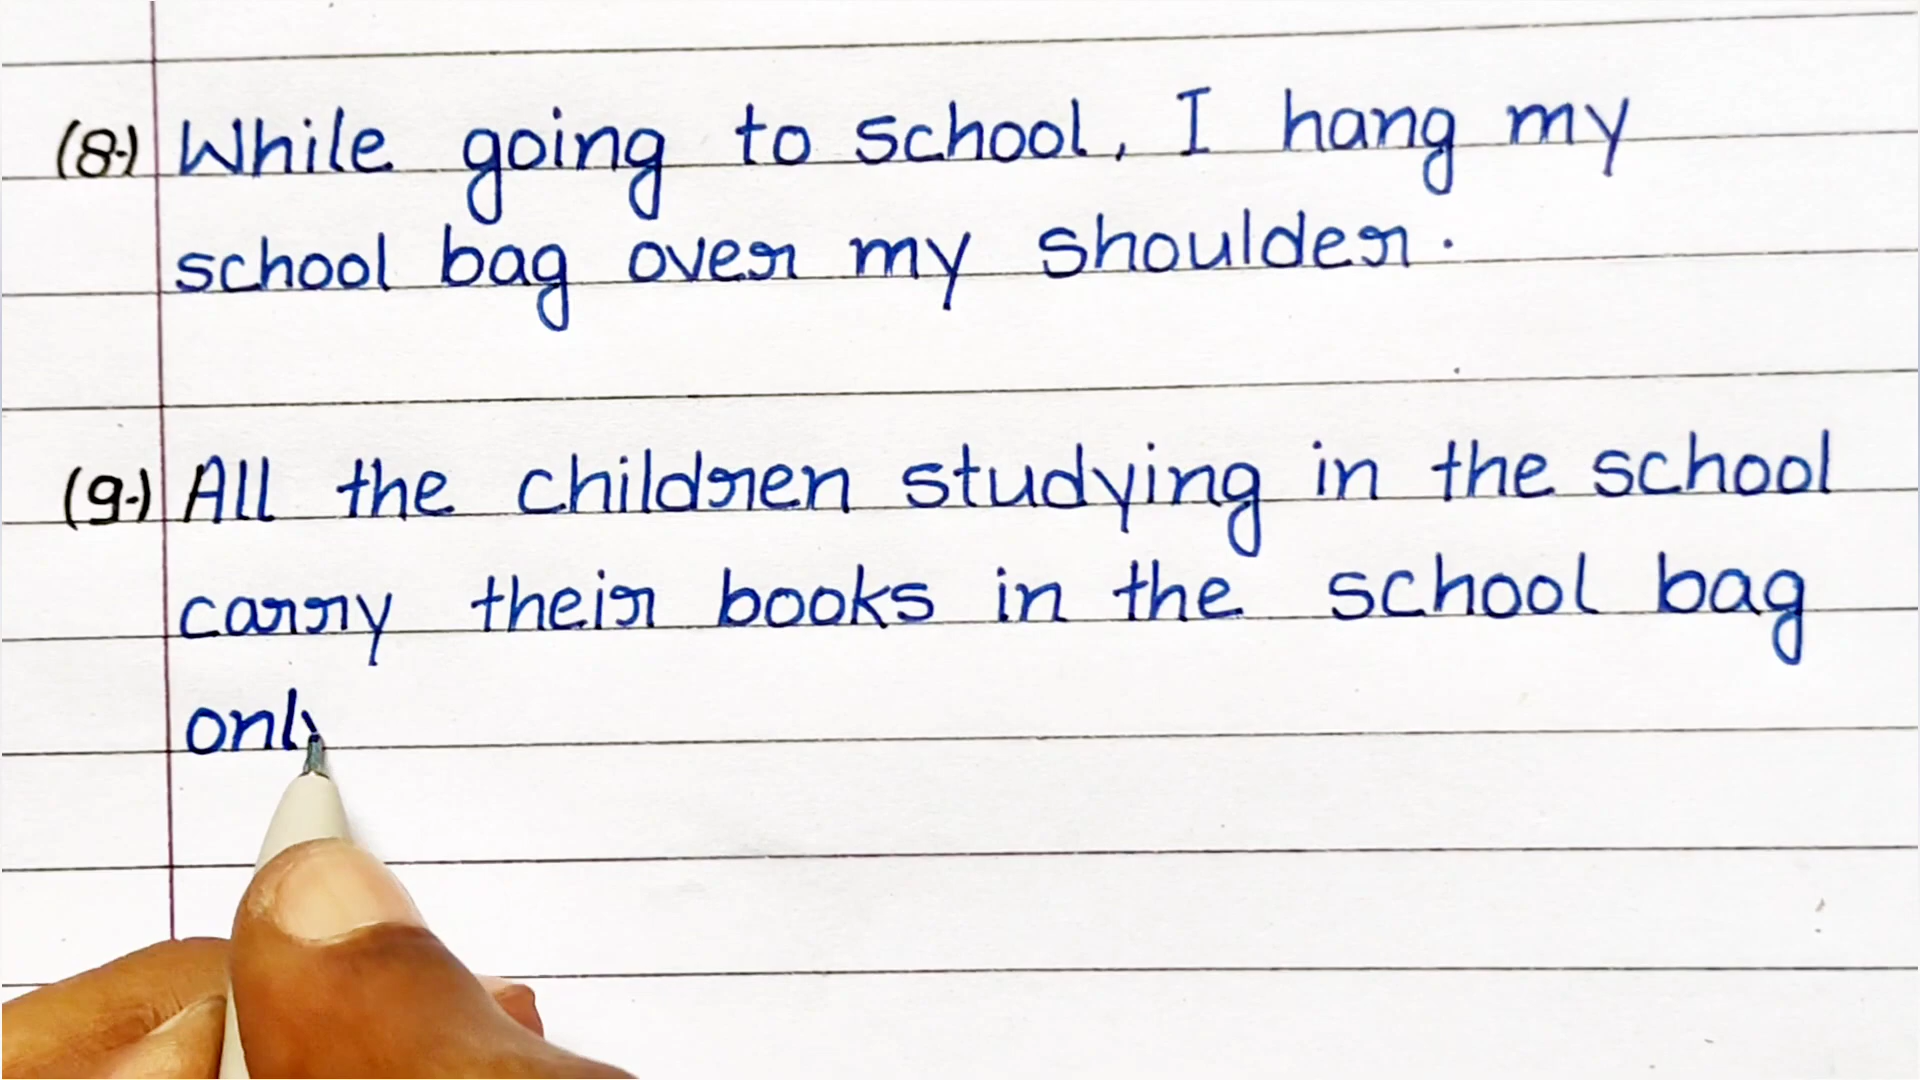 (8.) While going to school, I hang my
school bag over my shoulder.
(9.) All the children studying in the school
carry their books in the school bag
only